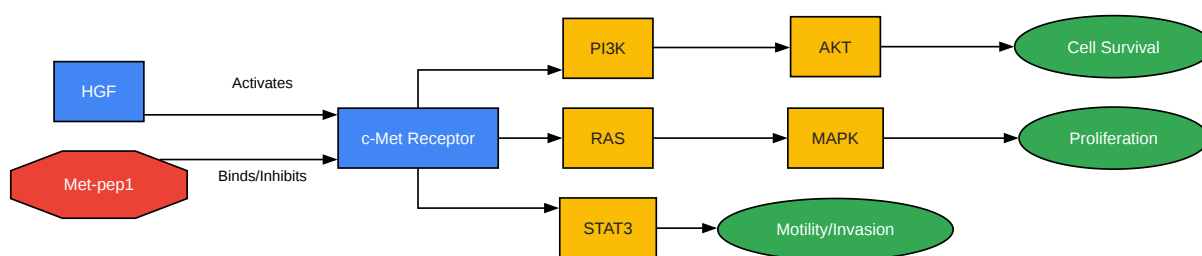 PI3K
AKT
Cell Survival
HGF
Activates
c-Met Receptor
RAS
MAPK
Proliferation
Met-pep1
Binds/Inhibits
STAT3
Motility/Invasion